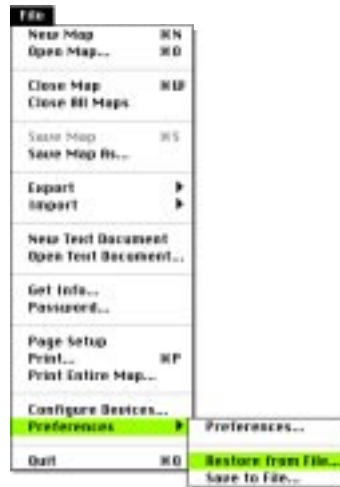 File
New Map ⌘N
Open Map... ⌘O
Close Map ⌘W
Close All Maps
Save Map ⌘S
Save Map As...
Export
Import
New Text Document
Open Text Document...
Get Info...
Password...
Page Setup
Print... ⌘P
Print Entire Map...
Configure Devices...
Preferences
Preferences...
Restore from File...
Save to File...
Quit ⌘Q